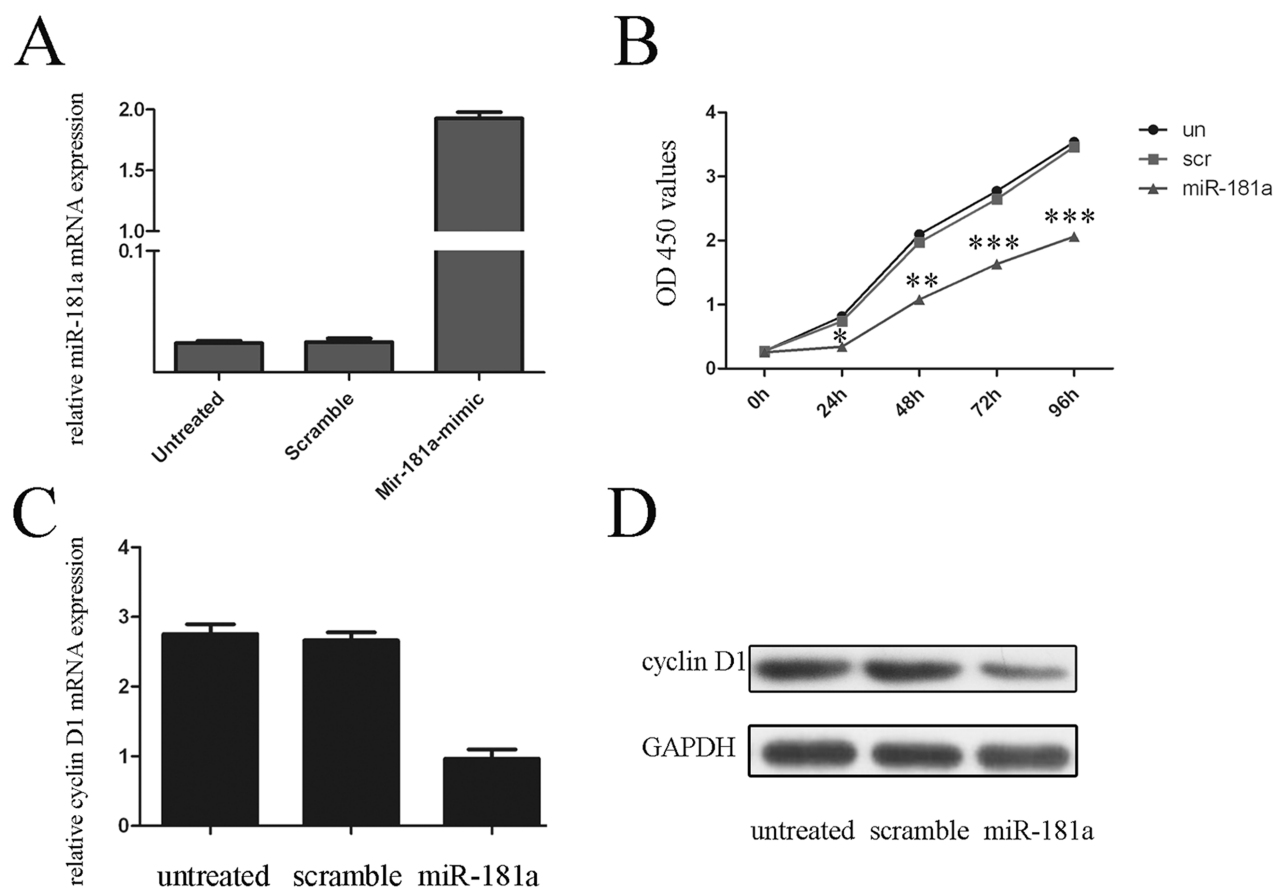 A
relative miR-181a mRNA expression
2.0
1.5
1.0
0.1
Untreated
Scramble
Mir-181a-mimic
B
OD 450 values
4
3
2
1
0
0h
24h
48h
72h
96h
*
**
***
***
un
scr
miR-181a
C
relative cyclin D1 mRNA expression
4
3
2
1
0
untreated
scramble
miR-181a
D
cyclin D1
GAPDH
untreated
scramble
miR-181a